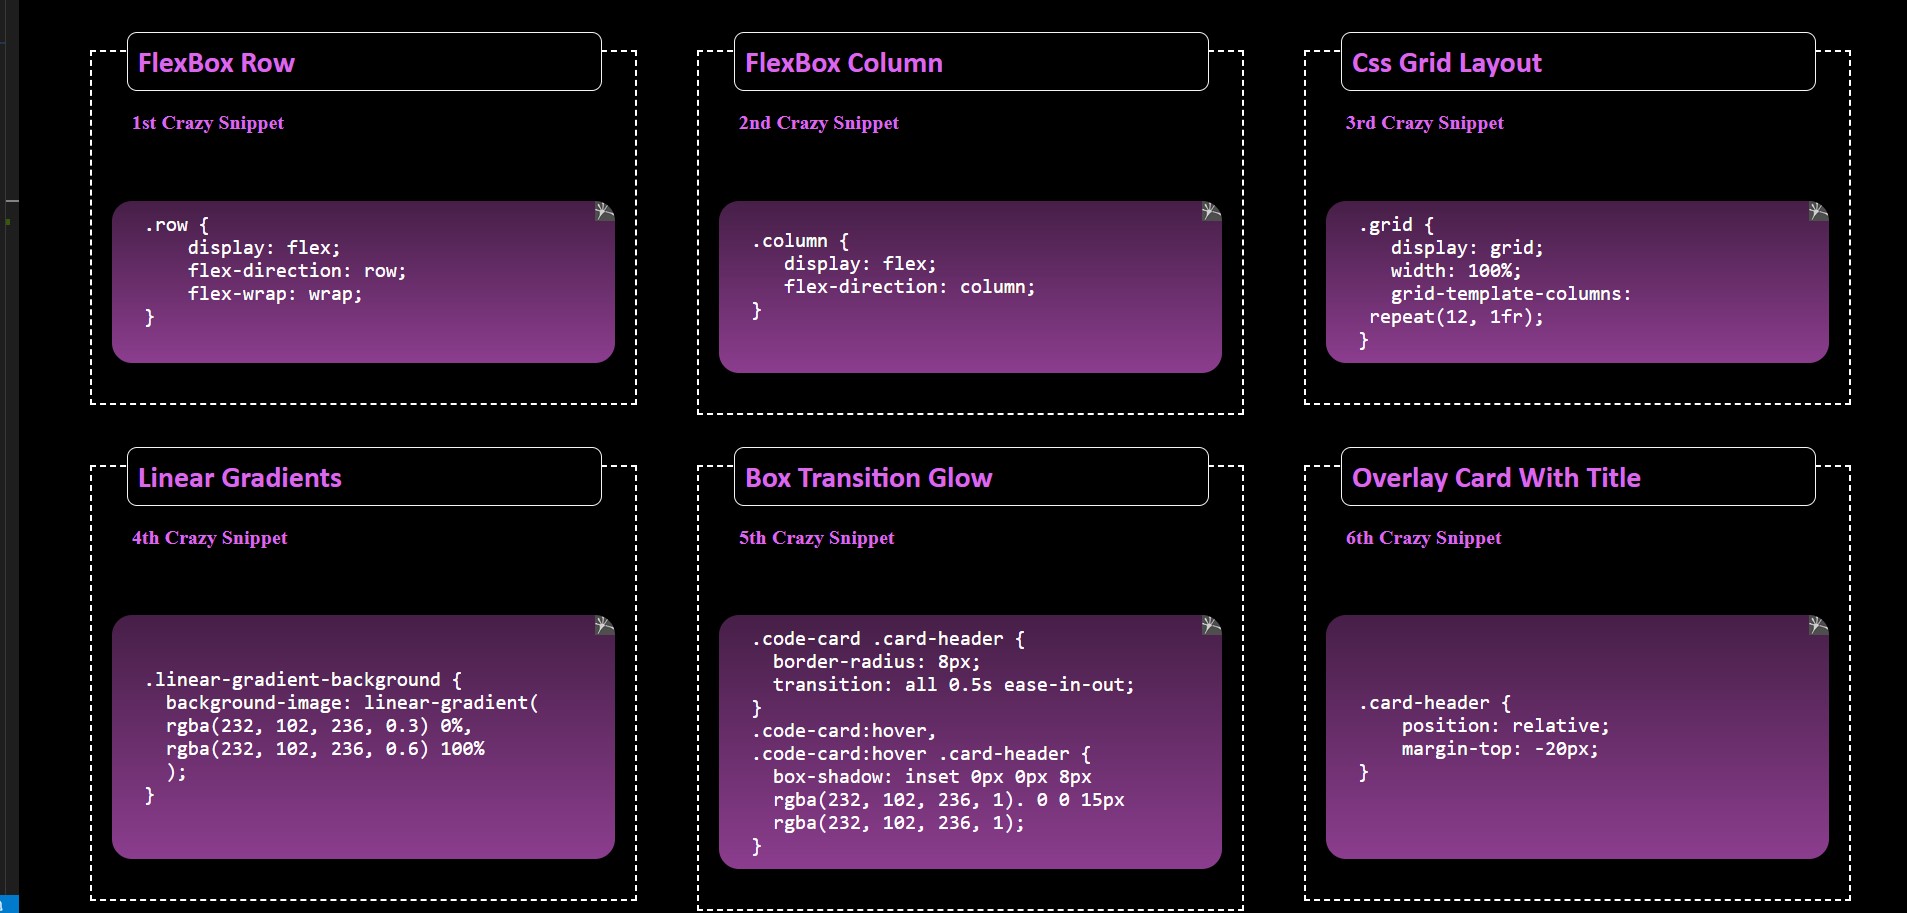 FlexBox Row
1st Crazy Snippet
.row {
    display: flex;
    flex-direction: row;
    flex-wrap: wrap;
}
FlexBox Column
2nd Crazy Snippet
.column {
   display: flex;
   flex-direction: column;
}
Css Grid Layout
3rd Crazy Snippet
.grid {
   display: grid;
   width: 100%;
   grid-template-columns:
 repeat(12, 1fr);
}
Linear Gradients
4th Crazy Snippet
.linear-gradient-background {
  background-image: linear-gradient(
  rgba(232, 102, 236, 0.3) 0%,
  rgba(232, 102, 236, 0.6) 100%
  );
}
Box Transition Glow
5th Crazy Snippet
.code-card .card-header {
  border-radius: 8px;
  transition: all 0.5s ease-in-out;
}
.code-card:hover,
.code-card:hover .card-header {
  box-shadow: inset 0px 0px 8px
  rgba(232, 102, 236, 1). 0 0 15px
  rgba(232, 102, 236, 1);
}
Overlay Card With Title
6th Crazy Snippet
.card-header {
    position: relative;
    margin-top: -20px;
}